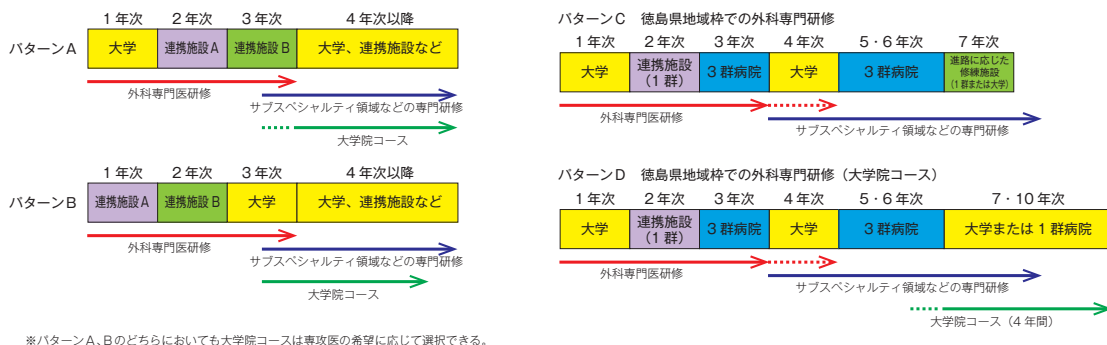 1年次 2年次 3年次 4年次以降
パターンA 大学 連携施設A 連携施設B 大学、連携施設など
外科専門医研修
サブスペシャルティ領域などの専門研修
大学院コース
1年次 2年次 3年次 4年次以降
パターンB 連携施設A 連携施設B 大学 大学、連携施設など
外科専門医研修
サブスペシャルティ領域などの専門研修
大学院コース
※パターンA、Bのどちらにおいても大学院コースは専攻医の希望に応じて選択できる。
パターンC 徳島県地域枠での外科専門研修
1年次 2年次 3年次 4年次 5・6年次 7年次
大学 連携施設(1群) 3群病院 大学 3群病院 進路に応じた修練施設(1群または大学)
外科専門医研修
サブスペシャルティ領域などの専門研修
パターンD 徳島県地域枠での外科専門研修(大学院コース)
1年次 2年次 3年次 4年次 5・6年次 7・10年次
大学 連携施設(1群) 3群病院 大学 3群病院 大学または1群病院
外科専門医研修
サブスペシャルティ領域などの専門研修
大学院コース(4年間)